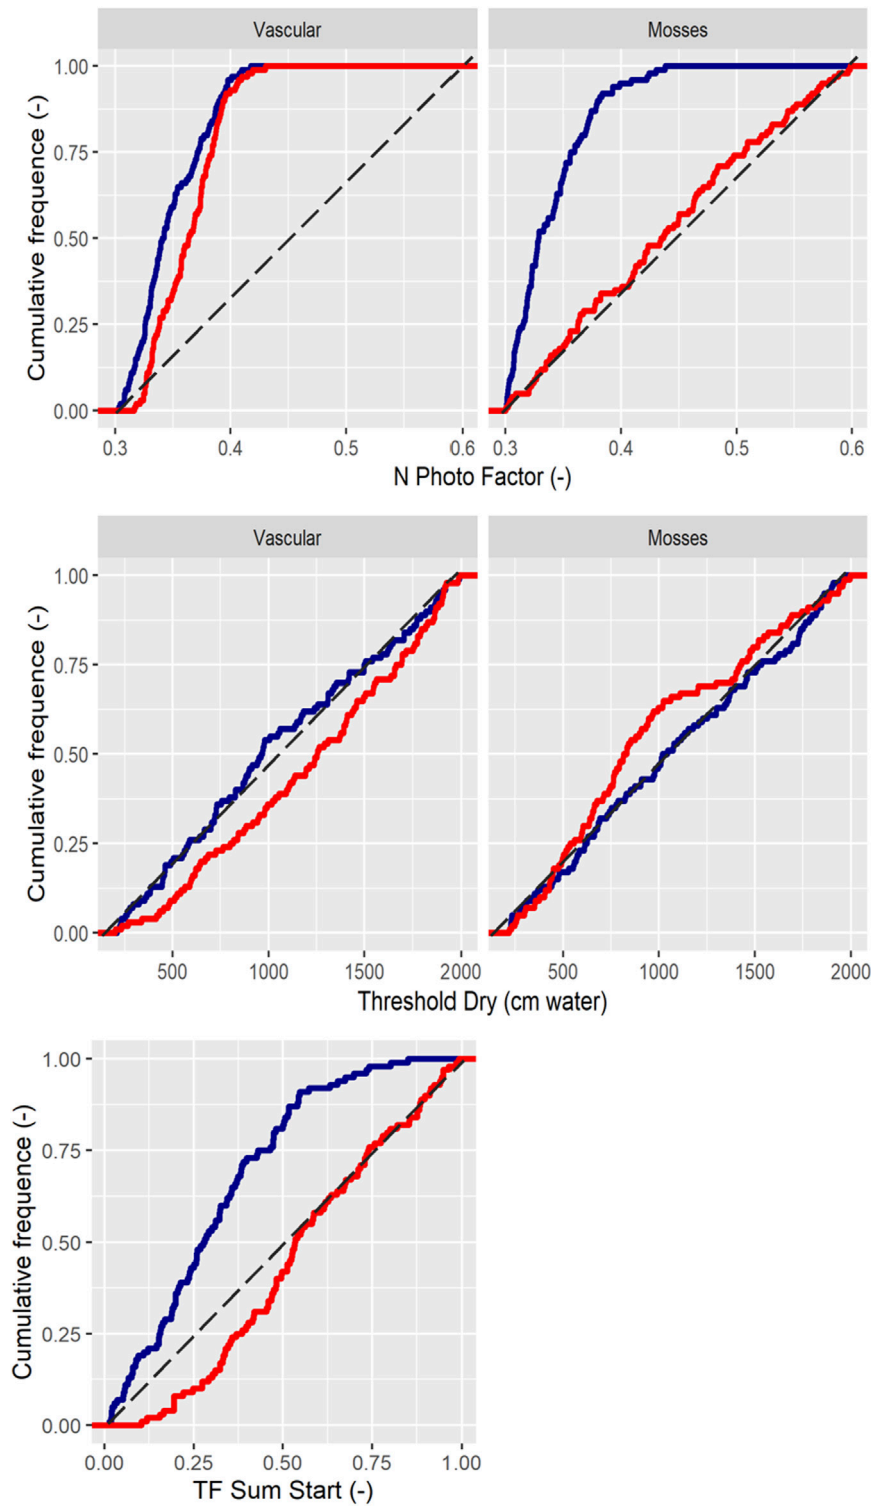 Vascular Mosses
1.00
0.75
0.50
0.25
0.00
Cumulative frequence (-)
0.3 0.4 0.5 0.6 0.3 0.4 0.5 0.6
N Photo Factor (-)
Vascular Mosses
1.00
0.75
0.50
0.25
0.00
Cumulative frequence (-)
500 1000 1500 2000 500 1000 1500 2000
Threshold Dry (cm water)
1.00
0.75
0.50
0.25
0.00
Cumulative frequence (-)
0.00 0.25 0.50 0.75 1.00
TF Sum Start (-)